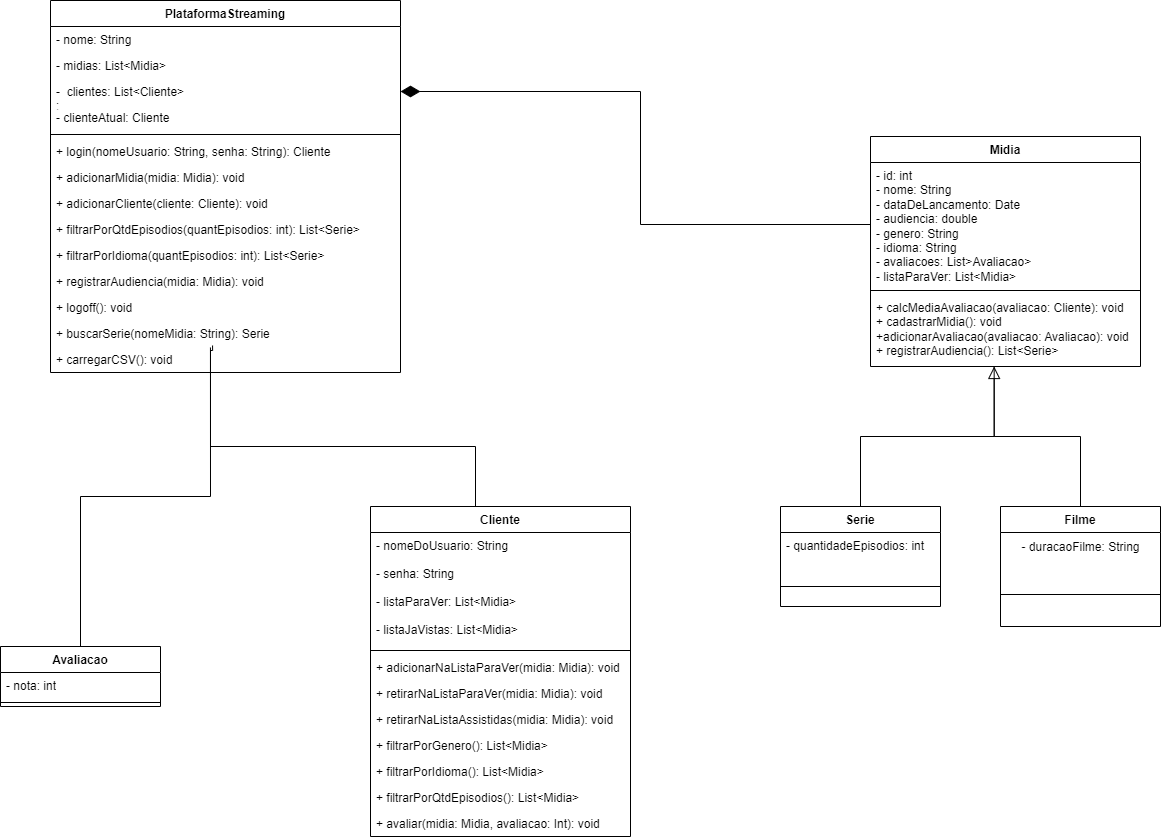 PlataformaStreaming
- nome: String
- midias: List<Midia>
- clientes: List<Cliente>
:
- clienteAtual: Cliente
+ login(nomeUsuario: String, senha: String): Cliente
+ adicionarMidia(midia: Midia): void
+ adicionarCliente(cliente: Cliente): void
+ filtrarPorQtdEpisodios(quantEpisodios: int): List<Serie>
+ filtrarPorIdioma(quantEpisodios: int): List<Serie>
+ registrarAudiencia(midia: Midia): void
+ logoff(): void
+ buscarSerie(nomeMidia: String): Serie
+ carregarCSV(): void
Midia
- id: int
- nome: String
- dataDeLancamento: Date
- audiencia: double
- genero: String
- idioma: String
- avaliacoes: List>Avaliacao>
- listaParaVer: List<Midia>
+ calcMediaAvaliacao(avaliacao: Cliente): void
+ cadastrarMidia(): void
+adicionarAvaliacao(avaliacao: Avaliacao): void
+ registrarAudiencia(): List<Serie>
Cliente
- nomeDoUsuario: String
- senha: String
- listaParaVer: List<Midia>
- listaJaVistas: List<Midia>
+ adicionarNaListaParaVer(midia: Midia): void
+ retirarNaListaParaVer(midia: Midia): void
+ retirarNaListaAssistidas(midia: Midia): void
+ filtrarPorGenero(): List<Midia>
+ filtrarPorIdioma(): List<Midia>
+ filtrarPorQtdEpisodios(): List<Midia>
+ avaliar(midia: Midia, avaliacao: Int): void
Serie
- quantidadeEpisodios: int
Filme
- duracaoFilme: String
Avaliacao
- nota: int